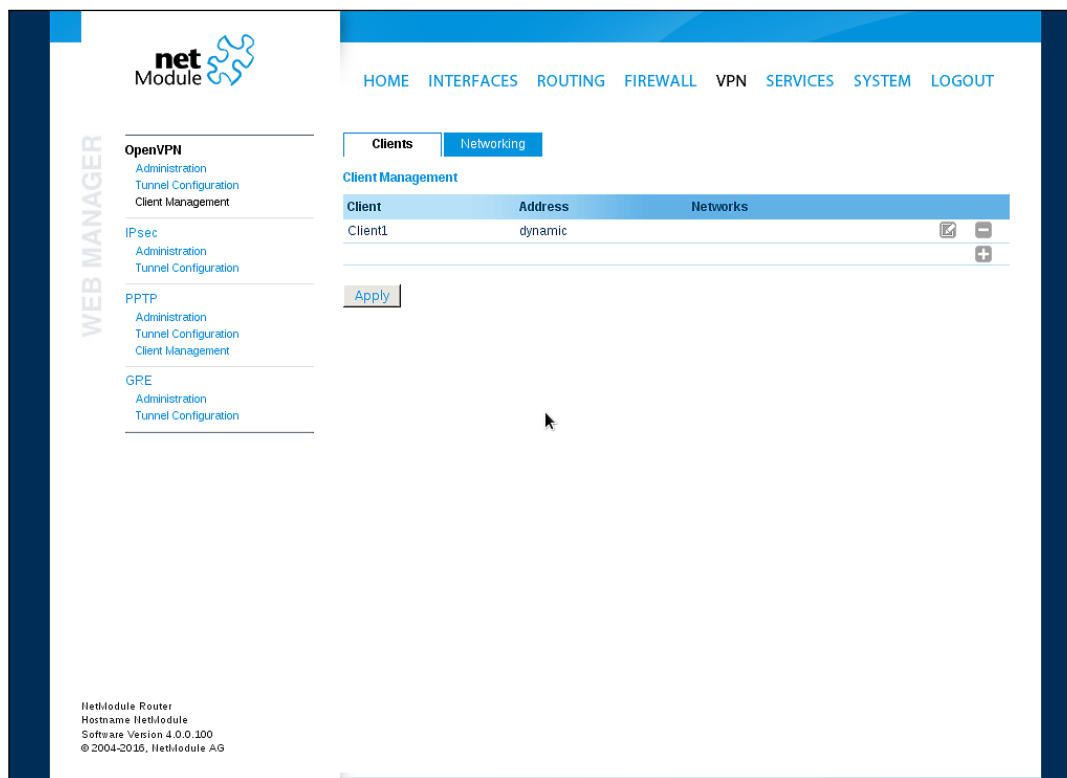 net
Module
HOME INTERFACES ROUTING FIREWALL VPN SERVICES SYSTEM LOGOUT
WEB MANAGER
OpenVPN
Administration
Tunnel Configuration
Client Management
IPsec
Administration
Tunnel Configuration
PPTP
Administration
Tunnel Configuration
Client Management
GRE
Administration
Tunnel Configuration
Clients Networking
Client Management
Client Address Networks
Client1 dynamic
Apply
NetModule Router
Hostname NetModule
Software Version 4.0.0.100
© 2004-2016, NetModule AG